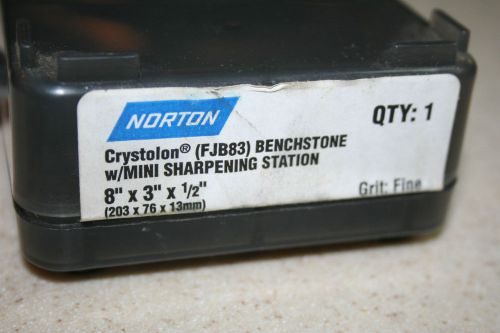 NORTON
QTY: 1
Crystolon® (FJB83) BENCHSTONE
w/MINI SHARPENING STATION
8" x 3" x 1/2"
(203 x 76 x 13mm)
Grit: Fine